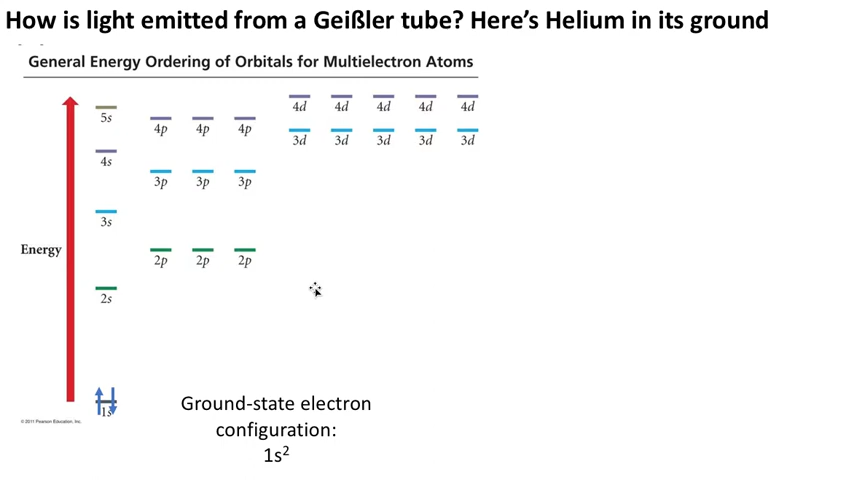 How is light emitted from a Geißler tube? Here’s Helium in its ground
General Energy Ordering of Orbitals for Multielectron Atoms
4d 4d 4d 4d 4d
5s
4p 4p 4p
3d 3d 3d 3d 3d
4s
3p 3p 3p
3s
Energy
2p 2p 2p
2s
1s
Ground-state electron
configuration:
1s²
© 2011 Pearson Education, Inc.